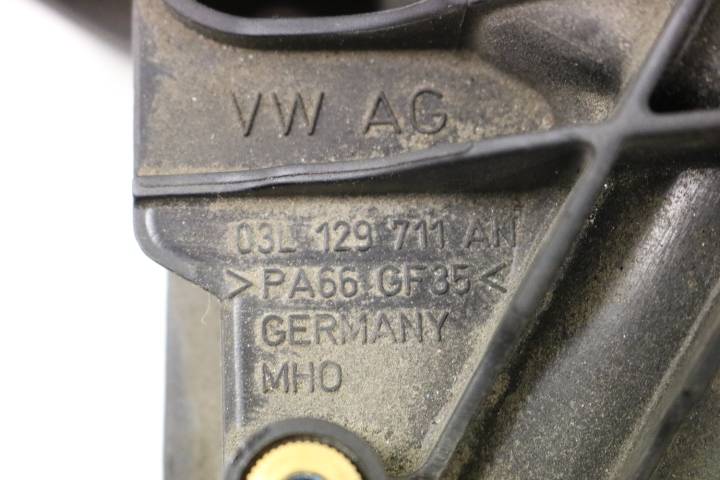 VW AG
03L 129 711 AN
>PA66 GF35<
GERMANY
MHO